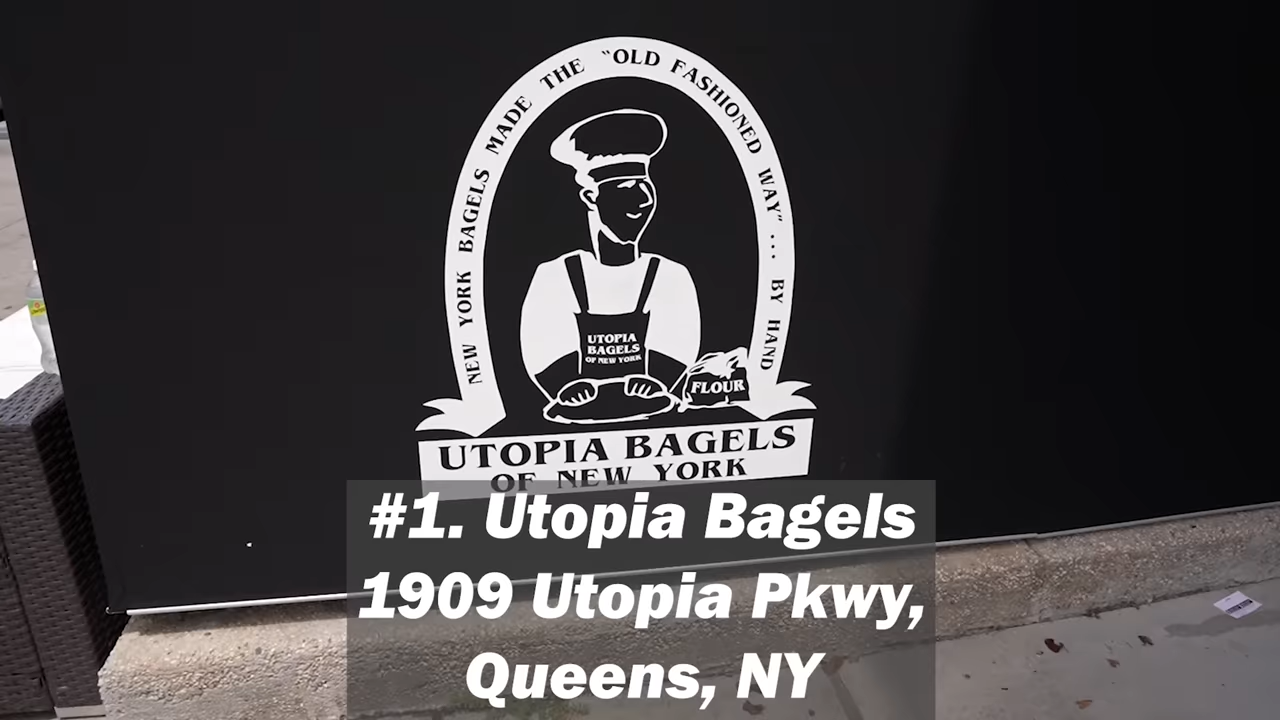 NEW YORK BAGELS MADE THE "OLD FASHIONED WAY" ... BY HAND
UTOPIA
BAGELS
OF NEW YORK
FLOUR
UTOPIA BAGELS
OF NEW YORK
#1. Utopia Bagels
1909 Utopia Pkwy,
Queens, NY